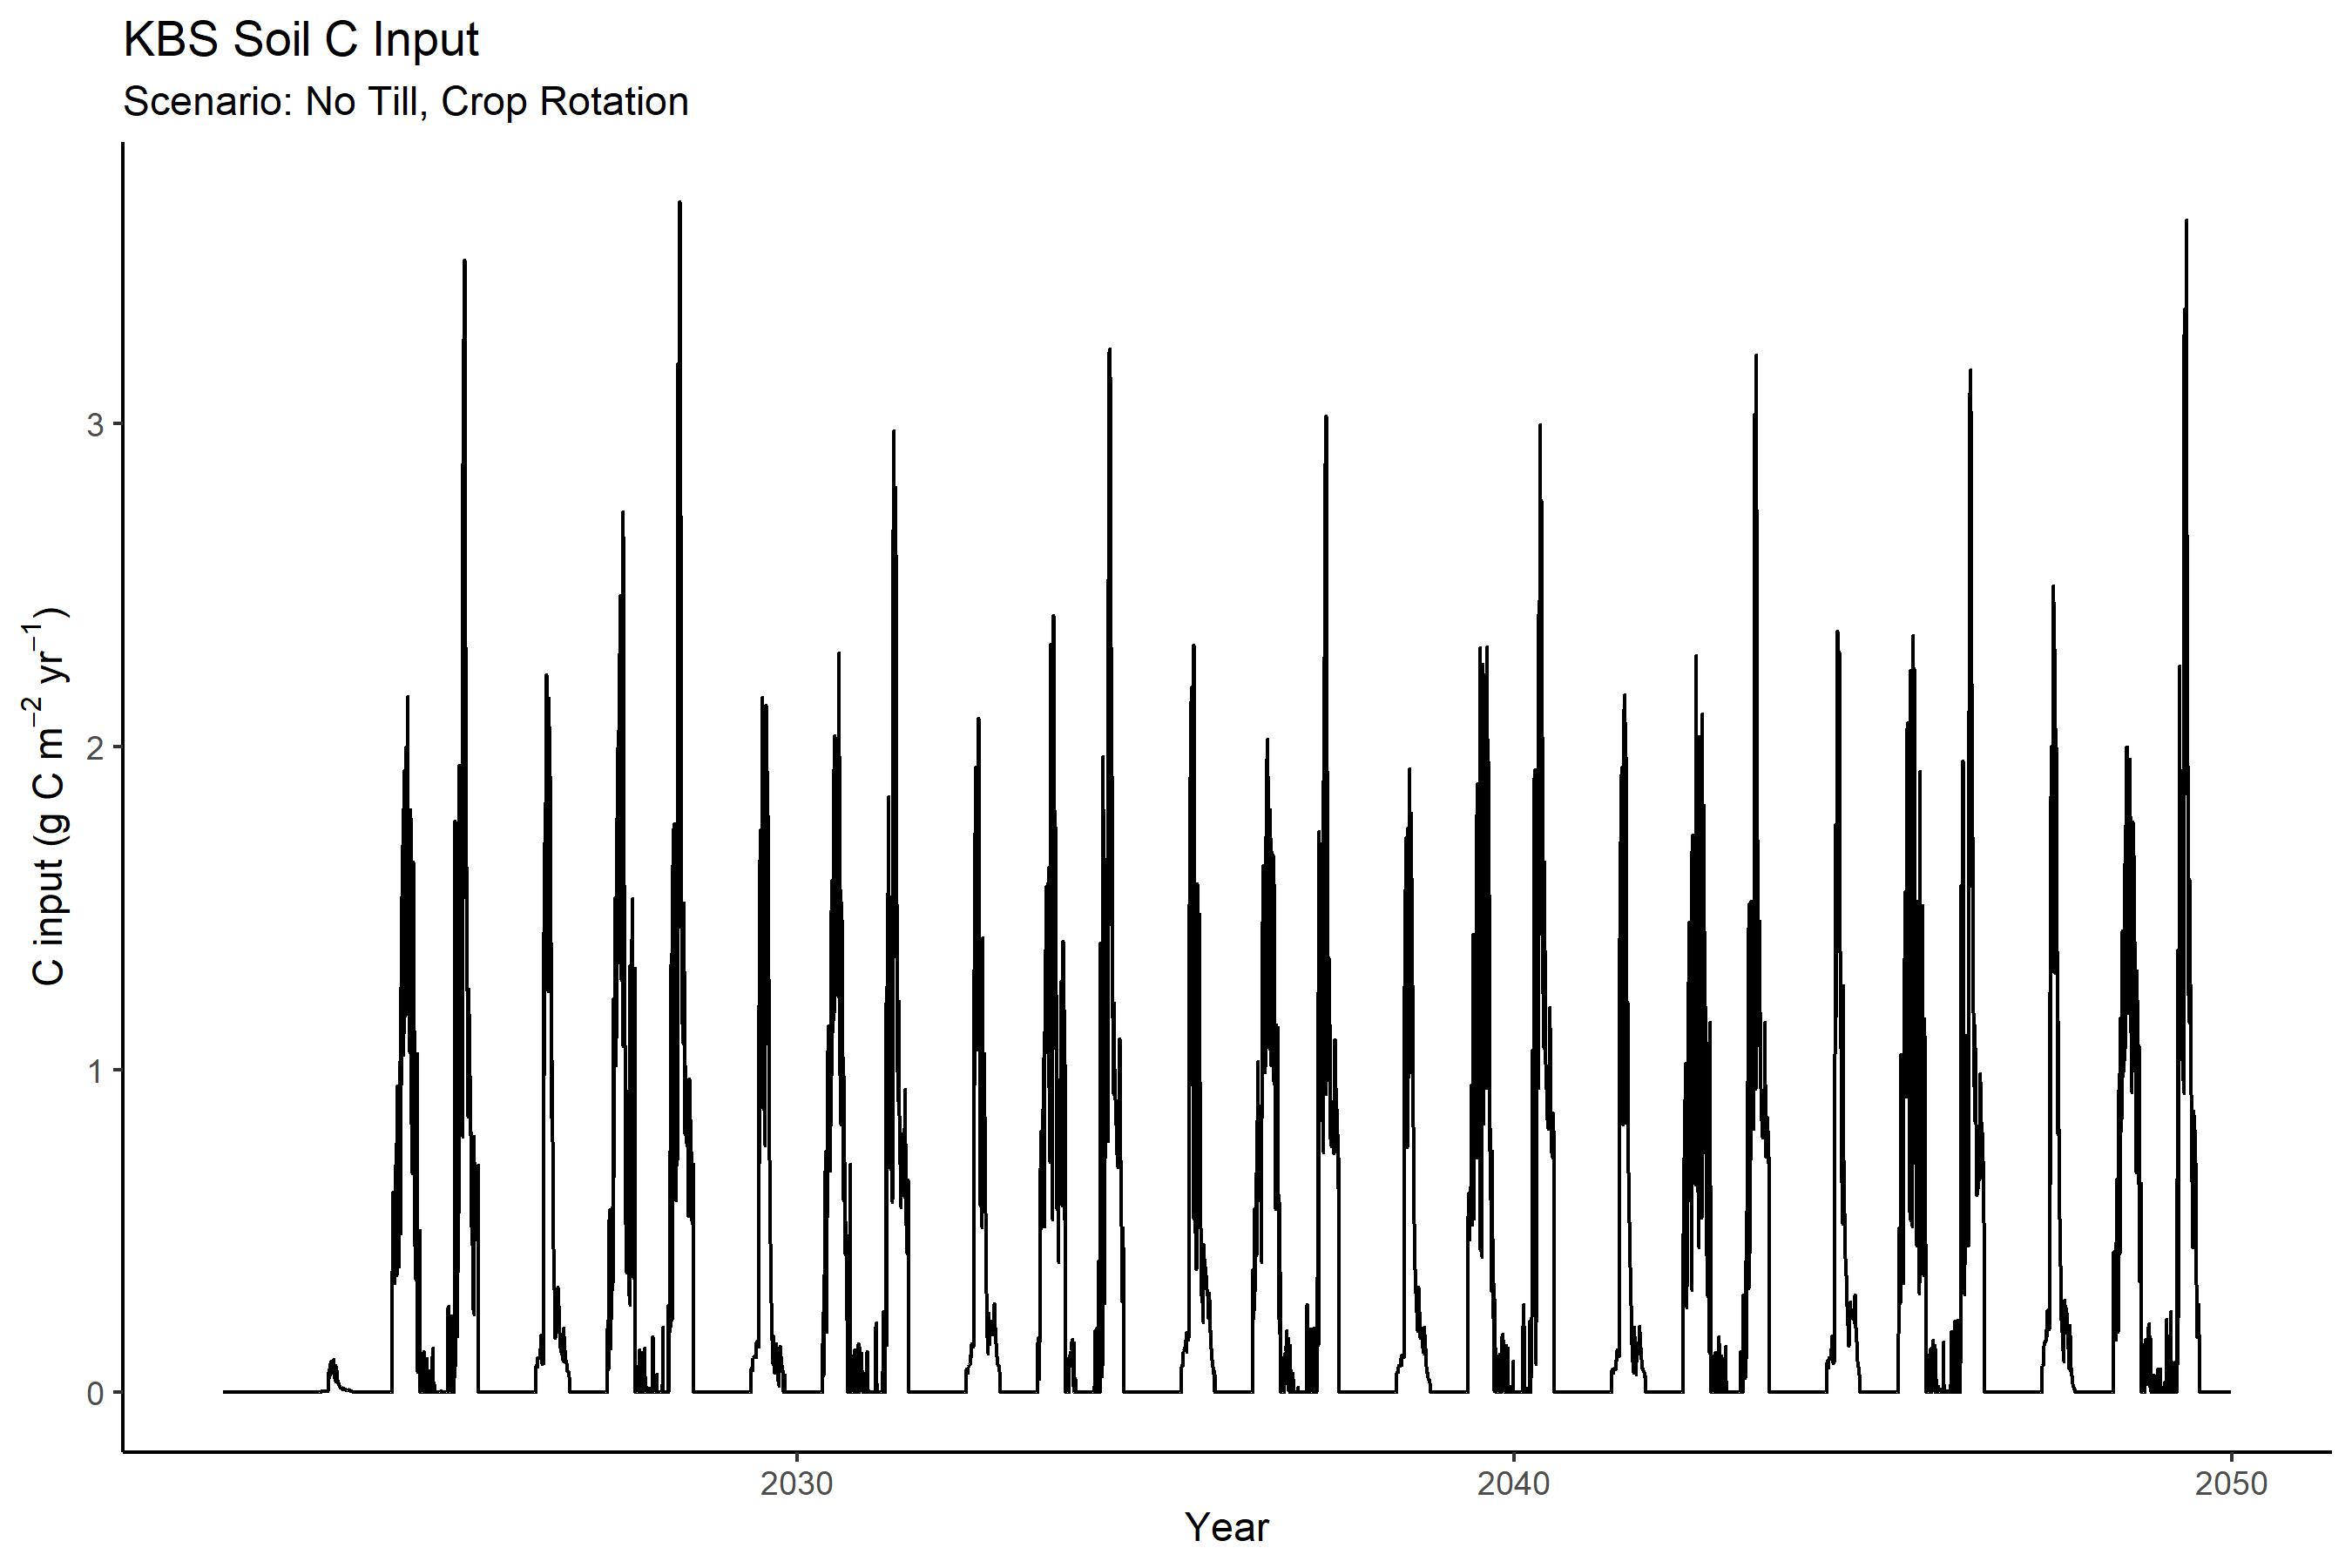 KBS Soil C Input
Scenario: No Till, Crop Rotation
C input (g C m⁻² yr⁻¹)
3
2
1
0
2030
2040
2050
Year